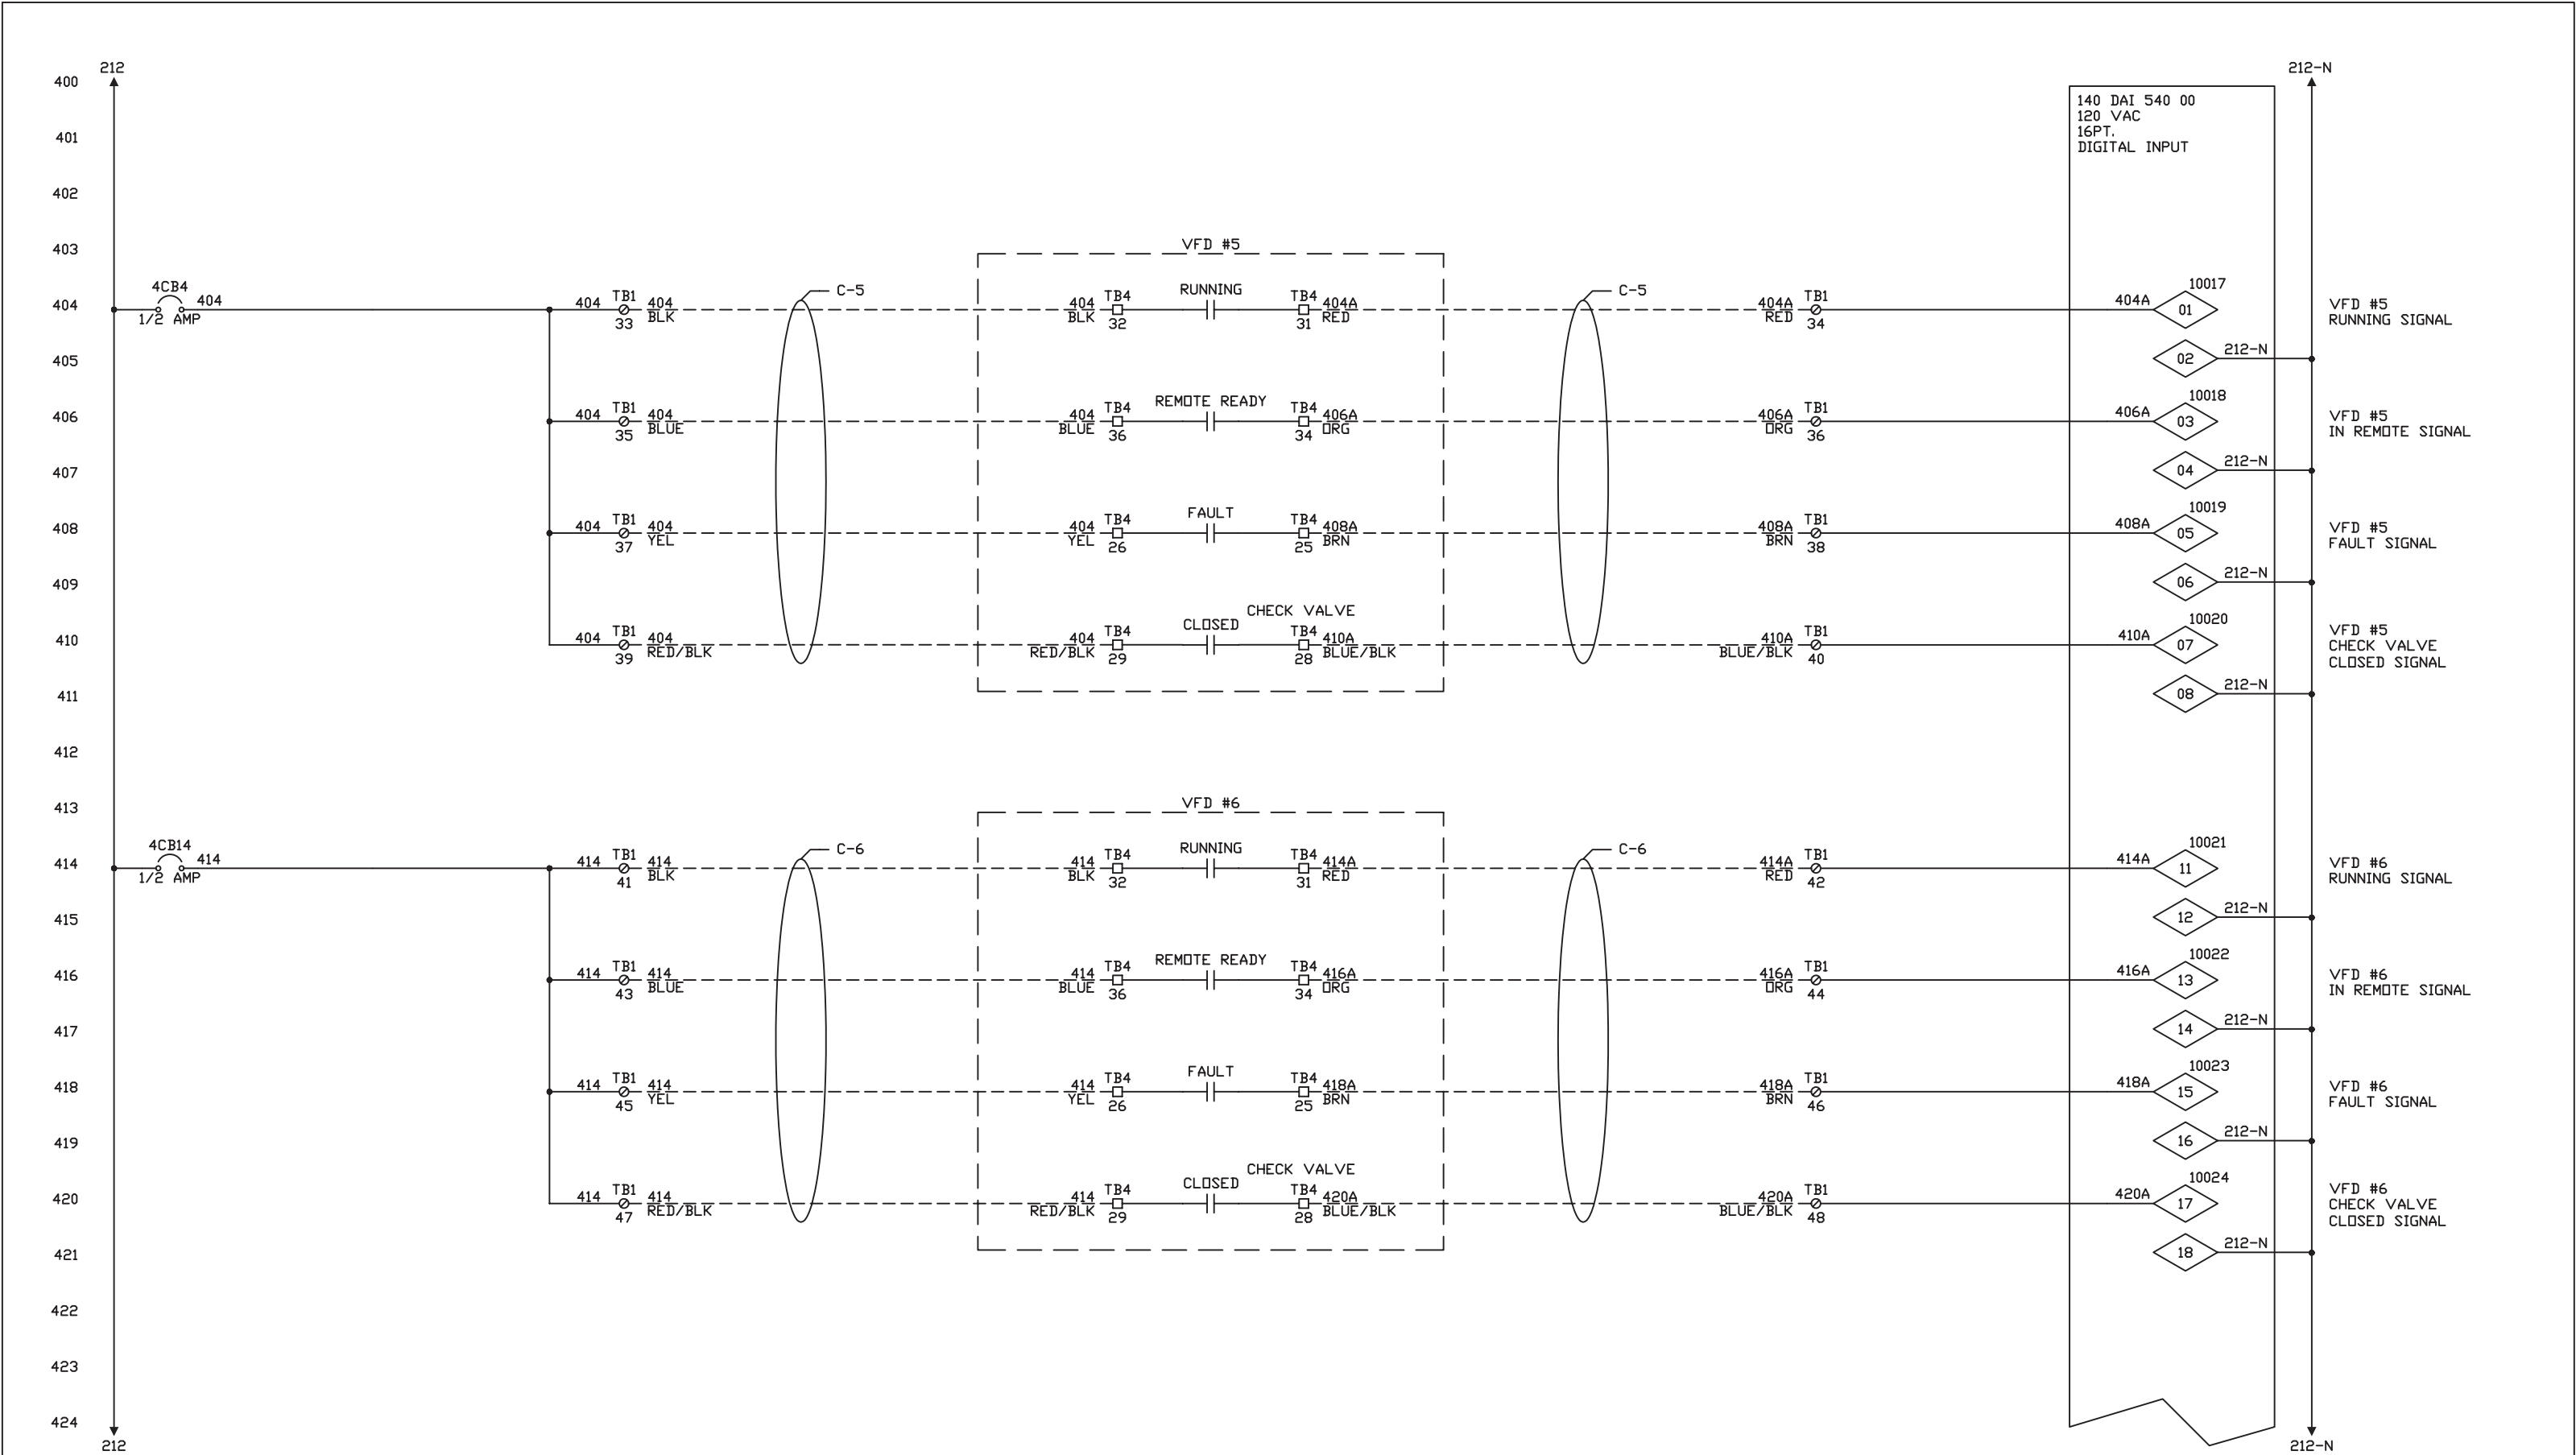 212
212-N
400
140 DAI 540 00
120 VAC
16PT.
DIGITAL INPUT
401
402
403
VFD #5
404
4CB4
404
1/2 AMP
404 TB1 404
33 BLK
C-5
404 TB4
BLK 32
RUNNING
TB4 404A
31 RED
C-5
404A TB1
RED 34
404A
10017
01
VFD #5
RUNNING SIGNAL
405
02
212-N
406
404 TB1 404
35 BLUE
404 TB4
BLUE 36
REMOTE READY
TB4 406A
34 ORG
406A TB1
ORG 36
406A
10018
03
VFD #5
IN REMOTE SIGNAL
407
04
212-N
408
404 TB1 404
37 YEL
404 TB4
YEL 26
FAULT
TB4 408A
25 BRN
408A TB1
BRN 38
408A
10019
05
VFD #5
FAULT SIGNAL
409
06
212-N
410
404 TB1 404
39 RED/BLK
404 TB4
RED/BLK 29
CHECK VALVE
CLOSED
TB4 410A
28 BLUE/BLK
410A TB1
BLUE/BLK 40
410A
10020
07
VFD #5
CHECK VALVE
CLOSED SIGNAL
411
08
212-N
412
413
VFD #6
414
4CB14
414
1/2 AMP
414 TB1 414
41 BLK
C-6
414 TB4
BLK 32
RUNNING
TB4 414A
31 RED
C-6
414A TB1
RED 42
414A
10021
11
VFD #6
RUNNING SIGNAL
415
12
212-N
416
414 TB1 414
43 BLUE
414 TB4
BLUE 36
REMOTE READY
TB4 416A
34 ORG
416A TB1
ORG 44
416A
10022
13
VFD #6
IN REMOTE SIGNAL
417
14
212-N
418
414 TB1 414
45 YEL
414 TB4
YEL 26
FAULT
TB4 418A
25 BRN
418A TB1
BRN 46
418A
10023
15
VFD #6
FAULT SIGNAL
419
16
212-N
420
414 TB1 414
47 RED/BLK
414 TB4
RED/BLK 29
CHECK VALVE
CLOSED
TB4 420A
28 BLUE/BLK
420A TB1
BLUE/BLK 48
420A
10024
17
VFD #6
CHECK VALVE
CLOSED SIGNAL
421
18
212-N
422
423
424
212
212-N